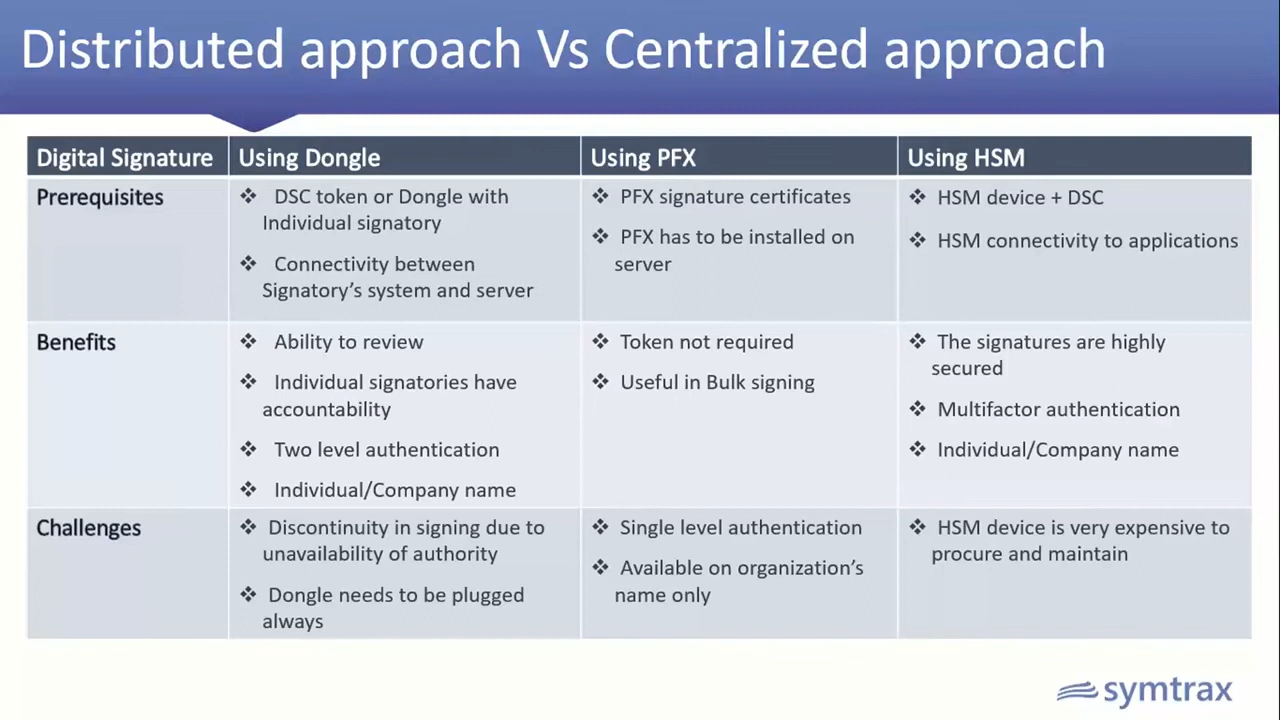 Distributed approach Vs Centralized approach
Digital Signature
Using Dongle
Using PFX
Using HSM
Prerequisites
❖ DSC token or Dongle with
Individual signatory
❖ Connectivity between
Signatory's system and server
❖ PFX signature certificates
❖ PFX has to be installed on
server
❖ HSM device + DSC
❖ HSM connectivity to applications
Benefits
❖ Ability to review
❖ Individual signatories have
accountability
❖ Two level authentication
❖ Individual/Company name
❖ Token not required
❖ Useful in Bulk signing
❖ The signatures are highly
secured
❖ Multifactor authentication
❖ Individual/Company name
Challenges
❖ Discontinuity in signing due to
unavailability of authority
❖ Dongle needs to be plugged
always
❖ Single level authentication
❖ Available on organization's
name only
❖ HSM device is very expensive to
procure and maintain
symtrax